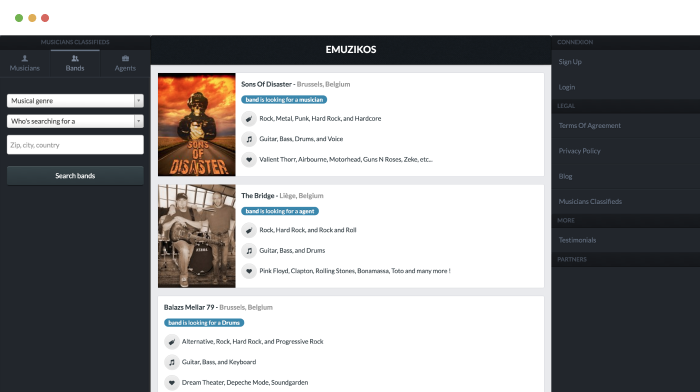 MUSICIANS CLASSIFIEDS
Musicians
Bands
Agents
Musical genre
Who's searching for a
Zip, city, country
Search bands
EMUZIKOS
Sons Of Disaster - Brussels, Belgium
band is looking for a musician
Rock, Metal, Punk, Hard Rock, and Hardcore
Guitar, Bass, Drums, and Voice
Valient Thorr, Airbourne, Motorhead, Guns N Roses, Zeke, etc...
SONS
OF
DISASTER
The Bridge - Liège, Belgium
band is looking for a agent
Rock, Hard Rock, and Rock and Roll
Guitar, Bass, and Drums
Pink Floyd, Clapton, Rolling Stones, Bonamassa, Toto and many more !
Balazs Mellar 79 - Brussels, Belgium
band is looking for a Drums
Alternative, Rock, Hard Rock, and Progressive Rock
Guitar, Bass, and Keyboard
Dream Theater, Depeche Mode, Soundgarden
CONNEXION
Sign Up
Login
LEGAL
Terms Of Agreement
Privacy Policy
Blog
Musicians Classifieds
MORE
Testimonials
PARTNERS